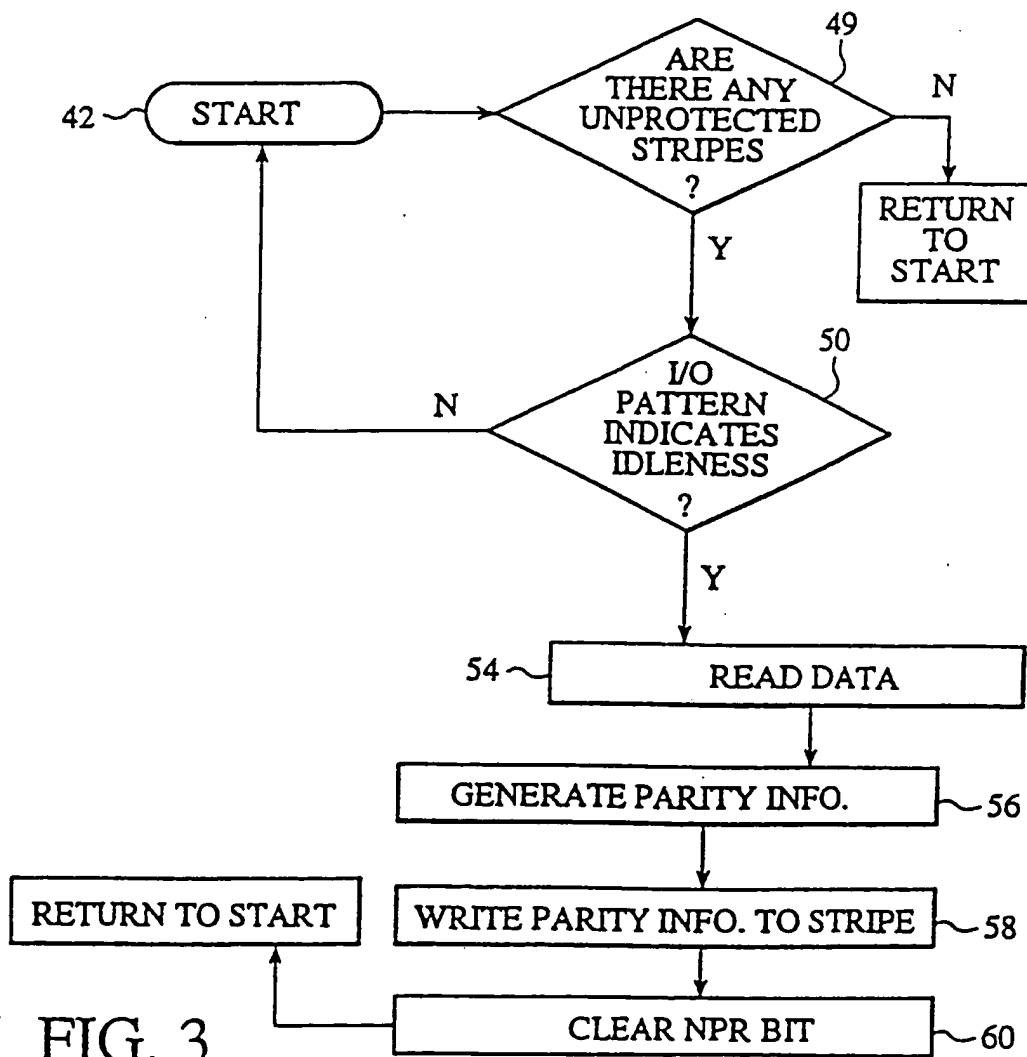 49
ARE
THERE ANY
UNPROTECTED
STRIPES
?
N
42
START
RETURN
TO
START
Y
50
I/O
PATTERN
INDICATES
IDLENESS
?
N
Y
54
READ DATA
GENERATE PARITY INFO.
56
RETURN TO START
WRITE PARITY INFO. TO STRIPE
58
CLEAR NPR BIT
60
FIG. 3